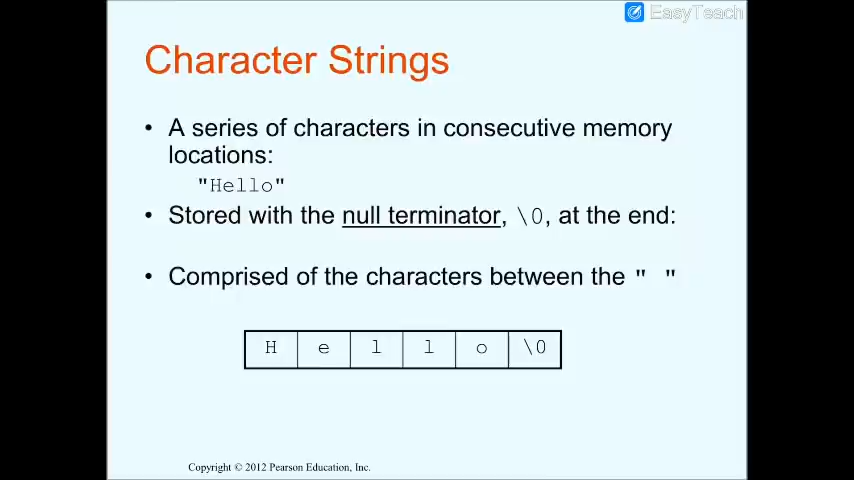 EasyTeach
Character Strings
• A series of characters in consecutive memory
locations:
"Hello"
• Stored with the null terminator, \0, at the end:
• Comprised of the characters between the " "
H e l l o \0
Copyright © 2012 Pearson Education, Inc.